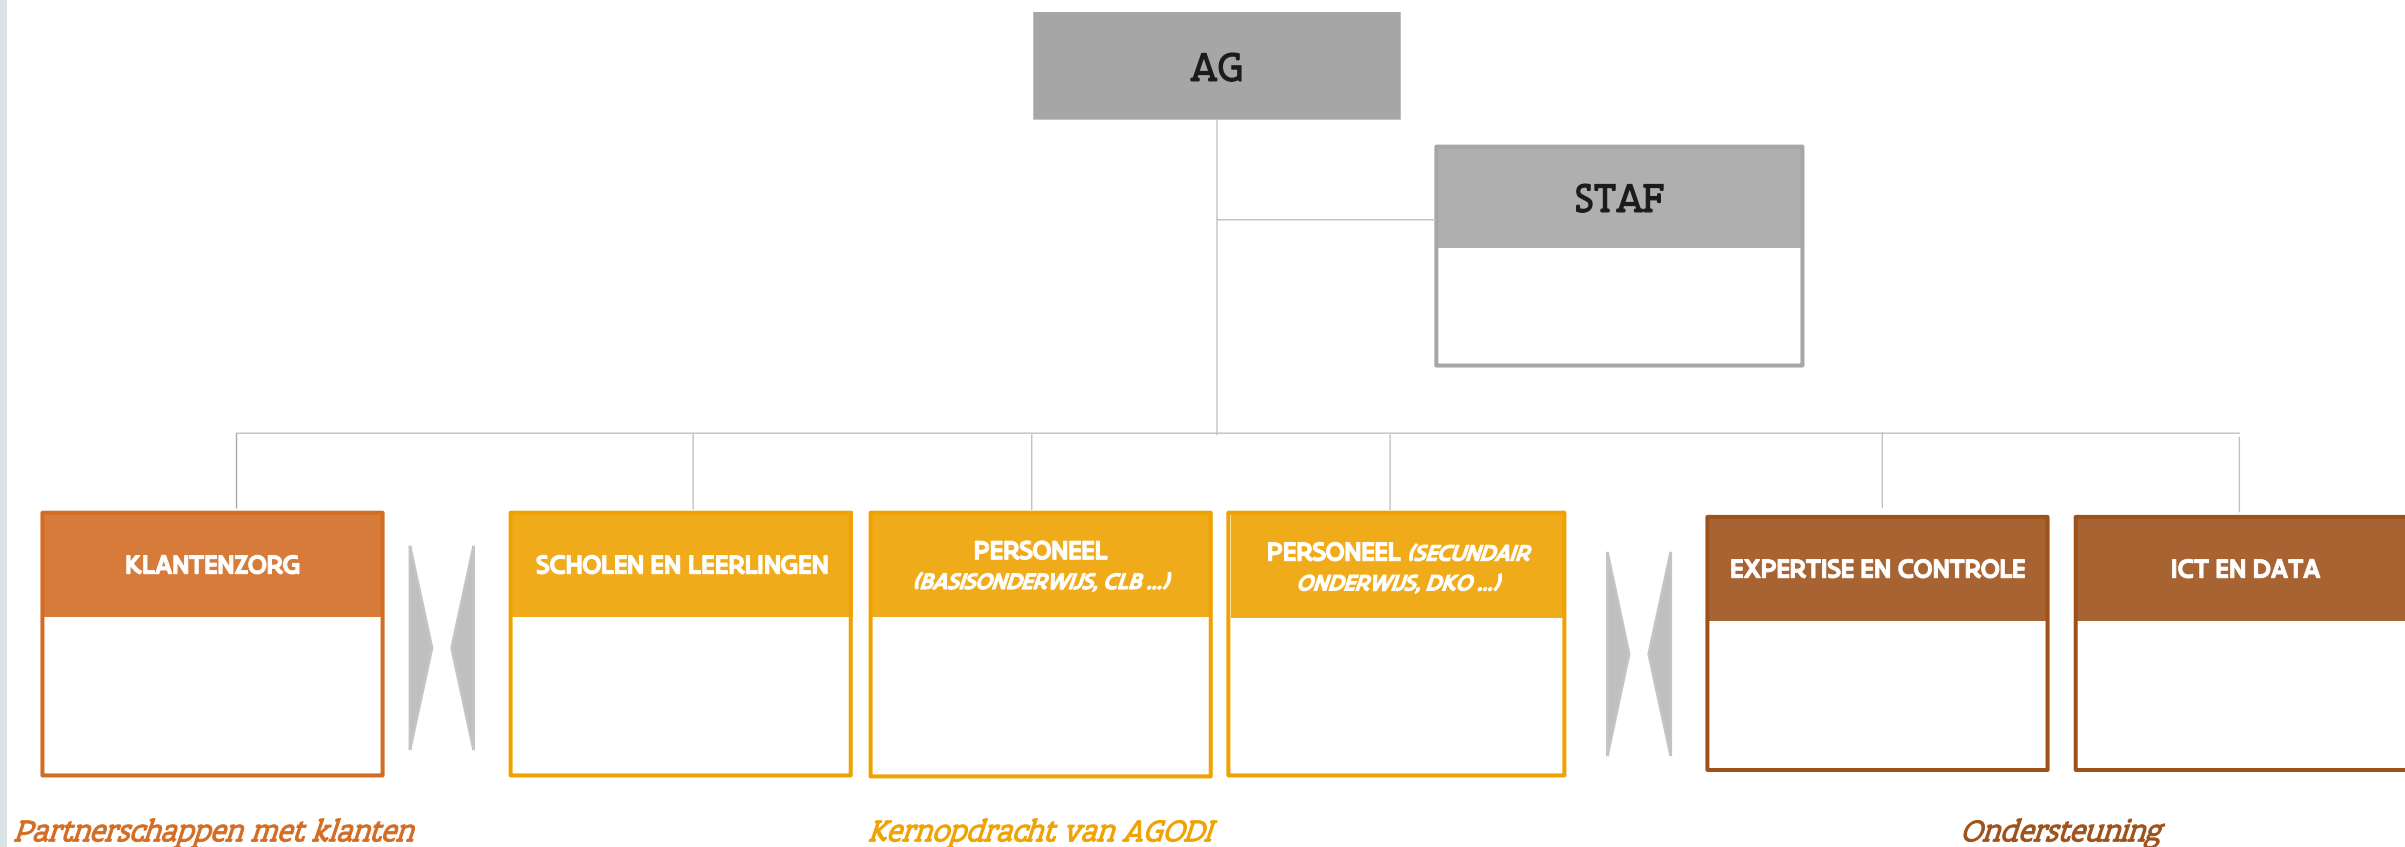 AG
STAF
KLANTENZORG
SCHOLEN EN LEERLINGEN
PERSONEEL
(BASISONDERWIJS, CLB ...)
PERSONEEL (SECUNDAIR
ONDERWIJS, DKO ...)
EXPERTISE EN CONTROLE
ICT EN DATA
Partnerschappen met klanten
Kernopdracht van AGODI
Ondersteuning